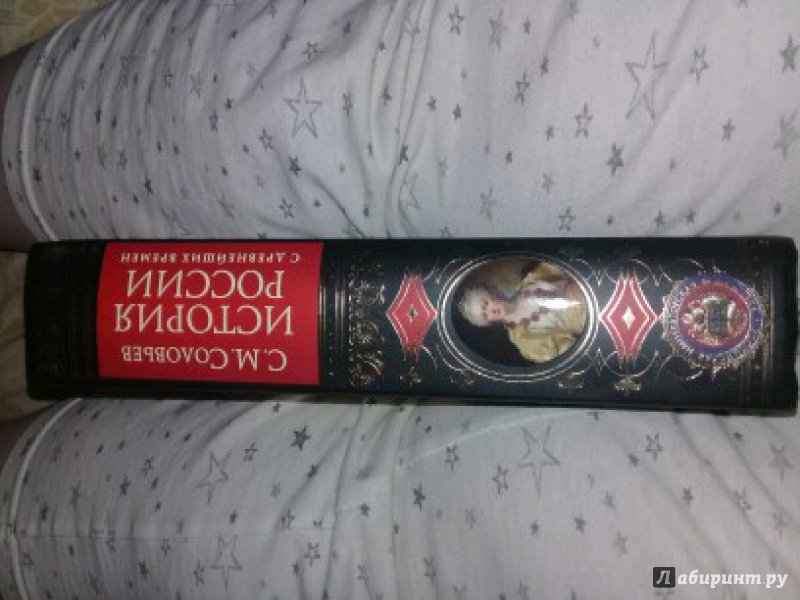 С. М. Соловьев
ИСТОРИЯ
РОССИИ
С ДРЕВНЕЙШИХ ВРЕМЕН
Лабиринт.ру